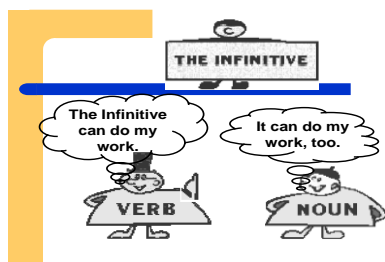 C
THE INFINITIVE
The Infinitive
can do my
work.
It can do my
work, too.
VERB
NOUN